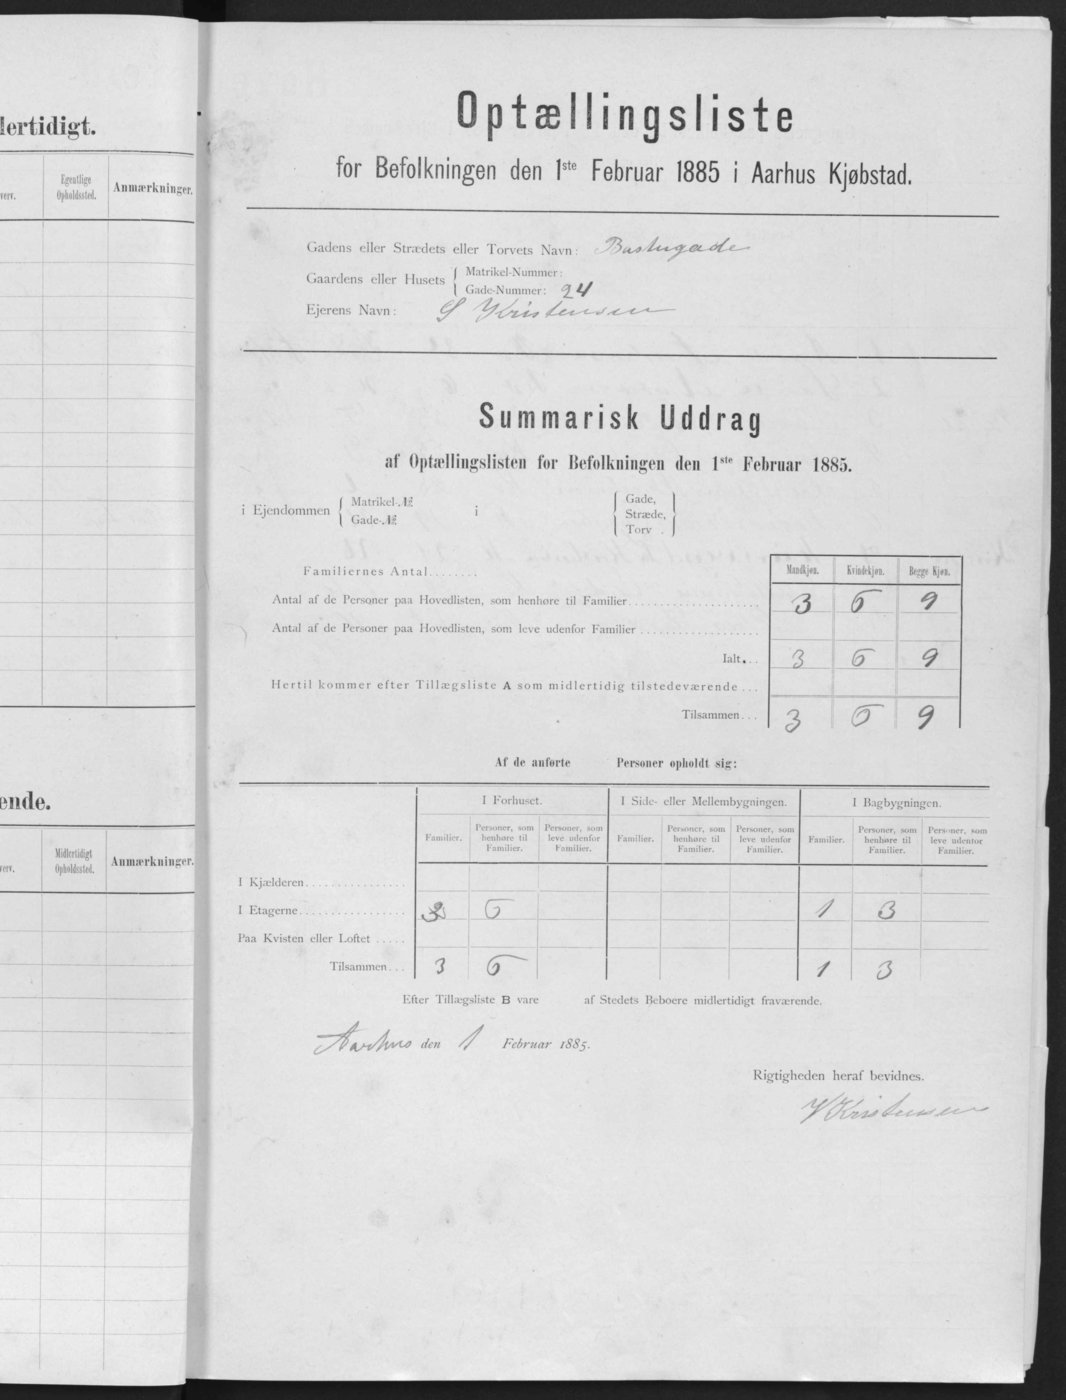 lertidigt.
verv.
Egentlige Opholdssted.
Anmærkninger.
ende.
verv.
Midlertidigt Opholdssted.
Anmærkninger.
Optællingsliste
for Befolkningen den 1ste Februar 1885 i Aarhus Kjøbstad.
Gadens eller Strædets eller Torvets Navn:
Gaardens eller Husets { Matrikel-Nummer:
Gade-Nummer: 24
Ejerens Navn: S Kristensen
Summarisk Uddrag
af Optællingslisten for Befolkningen den 1ste Februar 1885.
i Ejendommen { Matrikel-№ Gade-№ i { Gade, Stræde, Torv . }
Mandkjøn. Kvindekjøn. Begge Kjøn.
Familiernes Antal........
Antal af de Personer paa Hovedlisten, som henhøre til Familier.................... 3 6 9
Antal af de Personer paa Hovedlisten, som leve udenfor Familier..................
Ialt... 3 6 9
Hertil kommer efter Tillægsliste A som midlertidig tilstedeværende...
Tilsammen... 3 6 9
Af de anførte Personer opholdt sig:
I Forhuset. I Side- eller Mellembygningen. I Bagbygningen.
Familier. Personer, som henhøre til Familier. Personer, som leve udenfor Familier. Familier. Personer, som henhøre til Familier. Personer, som leve udenfor Familier. Familier. Personer, som henhøre til Familier. Personer, som leve udenfor Familier.
I Kjælderen................
I Etagerne................. 3 6 1 3
Paa Kvisten eller Loftet.....
Tilsammen... 3 6 1 3
Efter Tillægsliste B vare af Stedets Beboere midlertidigt fraværende.
Aarhus den 1 Februar 1885.
Rigtigheden heraf bevidnes.
Kristensen